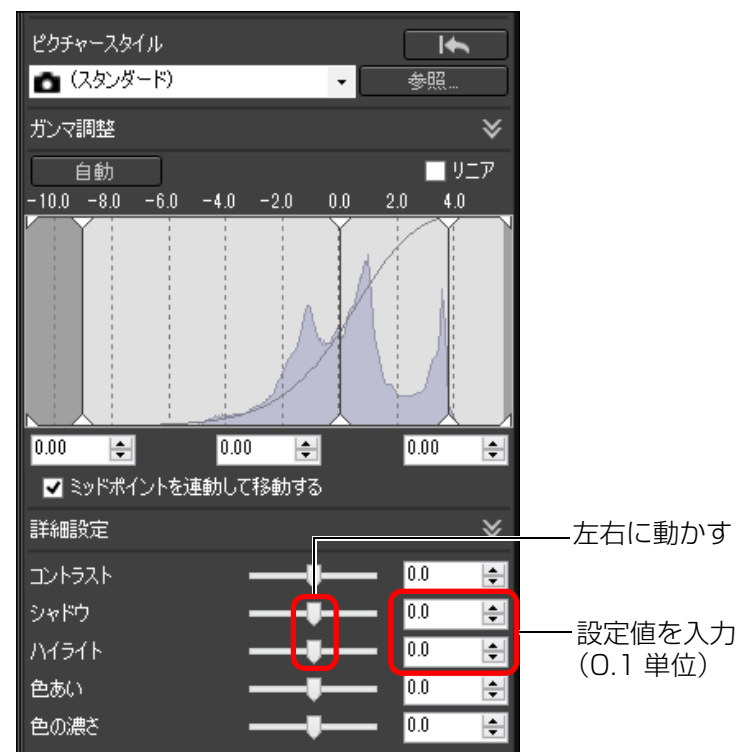 ピクチャースタイル
(スタンダード)
参照...
ガンマ調整
自動
リニア
-10.0 -8.0 -6.0 -4.0 -2.0 0.0 2.0 4.0
0.00 0.00 0.00
ミッドポイントを連動して移動する
詳細設定
左右に動かす
コントラスト 0.0
シャドウ 0.0
ハイライト 0.0
設定値を入力
(0.1 単位)
色あい 0.0
色の濃さ 0.0